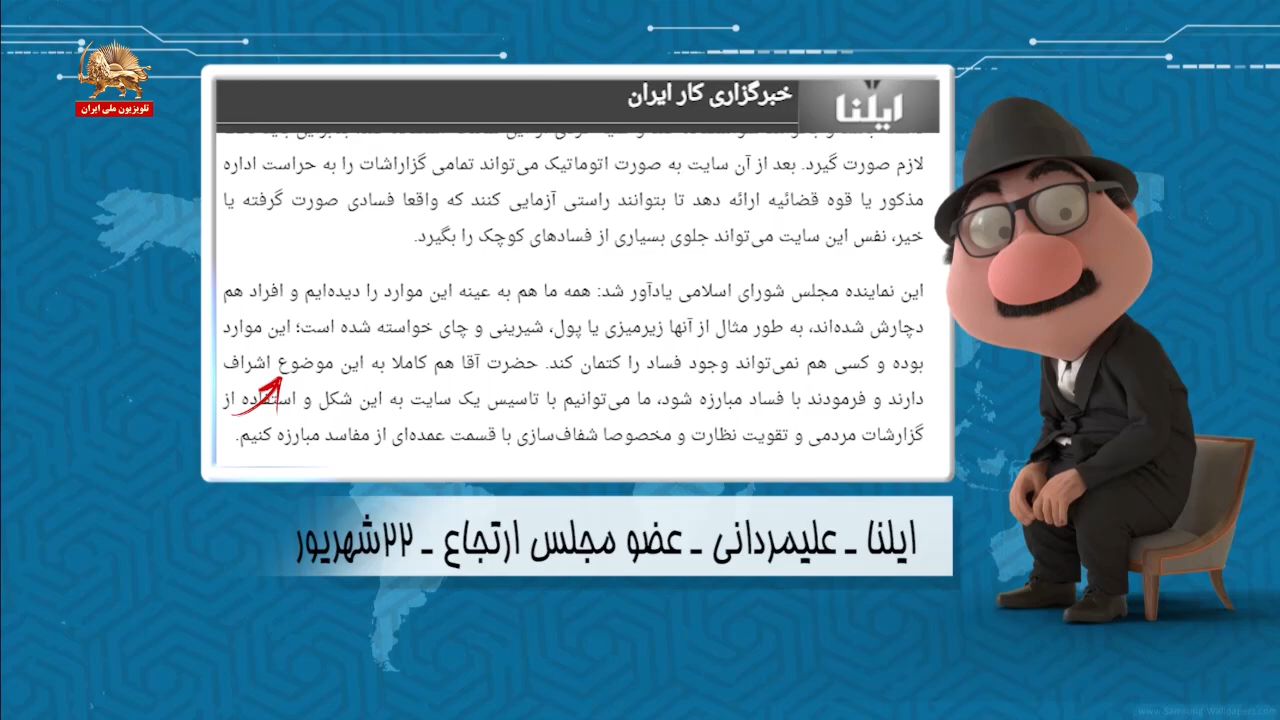 تلویزیون ملی ایران
ایلنا
خبرگزاری کار ایران
لازم صورت گیرد. بعد از آن سایت به صورت اتوماتیک می‌تواند تمامی گزاراشات را به حراست اداره
مذکور یا قوه قضائیه ارائه دهد تا بتوانند راستی آزمایی کنند که واقعا فسادی صورت گرفته یا
خیر، نفس این سایت می‌تواند جلوی بسیاری از فسادهای کوچک را بگیرد.
این نماینده مجلس شورای اسلامی یادآور شد: همه ما هم به عینه این موارد را دیده‌ایم و افراد هم
دچارش شده‌اند، به طور مثال از آنها زیرمیزی یا پول، شیرینی و چای خواسته شده است؛ این موارد
بوده و کسی هم نمی‌تواند وجود فساد را کتمان کند. حضرت آقا هم کاملا به این موضوع اشراف
دارند و فرمودند با فساد مبارزه شود، ما می‌توانیم با تاسیس یک سایت به این شکل و استفاده از
گزارشات مردمی و تقویت نظارت و مخصوصا شفاف‌سازی با قسمت عمده‌ای از مفاسد مبارزه کنیم.
ایلنا ـ علیمردانی ـ عضو مجلس ارتجاع ـ ۲۲شهریور